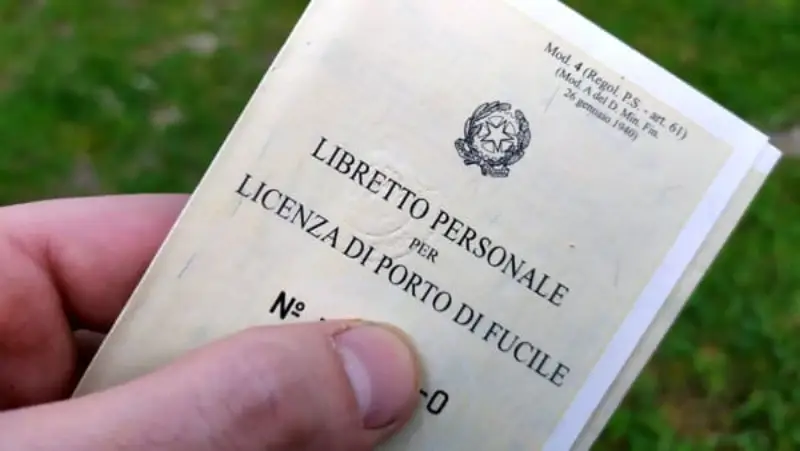 Mod. 4 (Regol. P.S. - art. 61)
(Mod. A del D. Min. Fin.
26 gennaio 1940)
LIBRETTO PERSONALE
PER
LICENZA DI PORTO DI FUCILE
Nº -O